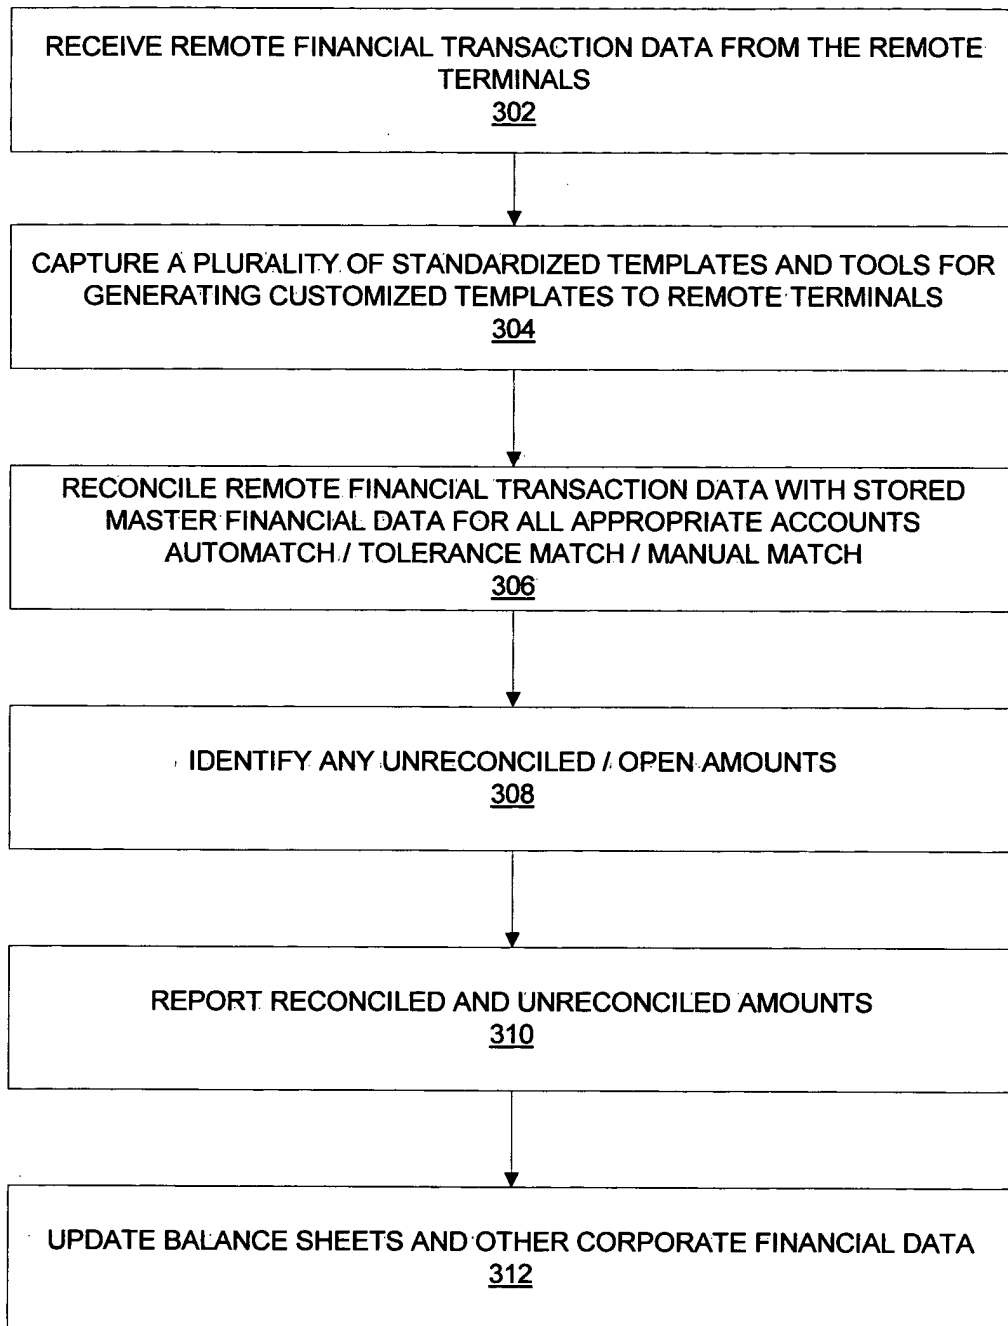 RECEIVE REMOTE FINANCIAL TRANSACTION DATA FROM THE REMOTE
TERMINALS
302
CAPTURE A PLURALITY OF STANDARDIZED TEMPLATES AND TOOLS FOR
GENERATING CUSTOMIZED TEMPLATES TO REMOTE TERMINALS
304
RECONCILE REMOTE FINANCIAL TRANSACTION DATA WITH STORED
MASTER FINANCIAL DATA FOR ALL APPROPRIATE ACCOUNTS
AUTOMATCH / TOLERANCE MATCH / MANUAL MATCH
306
IDENTIFY ANY UNRECONCILED / OPEN AMOUNTS
308
REPORT RECONCILED AND UNRECONCILED AMOUNTS
310
UPDATE BALANCE SHEETS AND OTHER CORPORATE FINANCIAL DATA
312